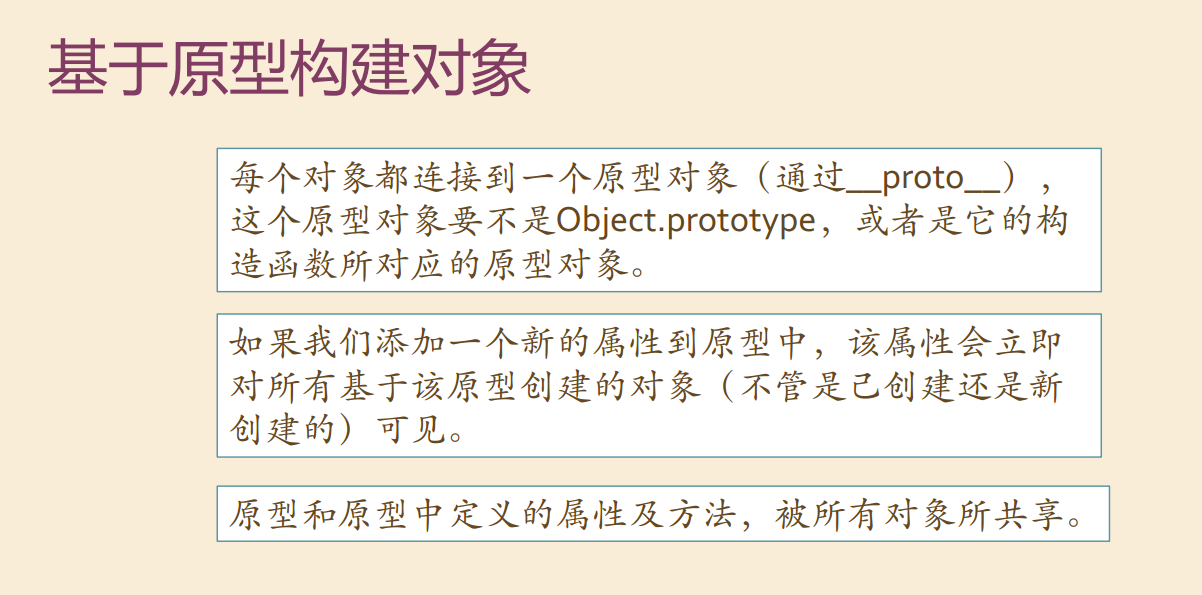 基于原型构建对象
每个对象都连接到一个原型对象（通过__proto__），
这个原型对象要不是Object.prototype，或者是它的构
造函数所对应的原型对象。
如果我们添加一个新的属性到原型中，该属性会立即
对所有基于该原型创建的对象（不管是已创建还是新
创建的）可见。
原型和原型中定义的属性及方法，被所有对象所共享。